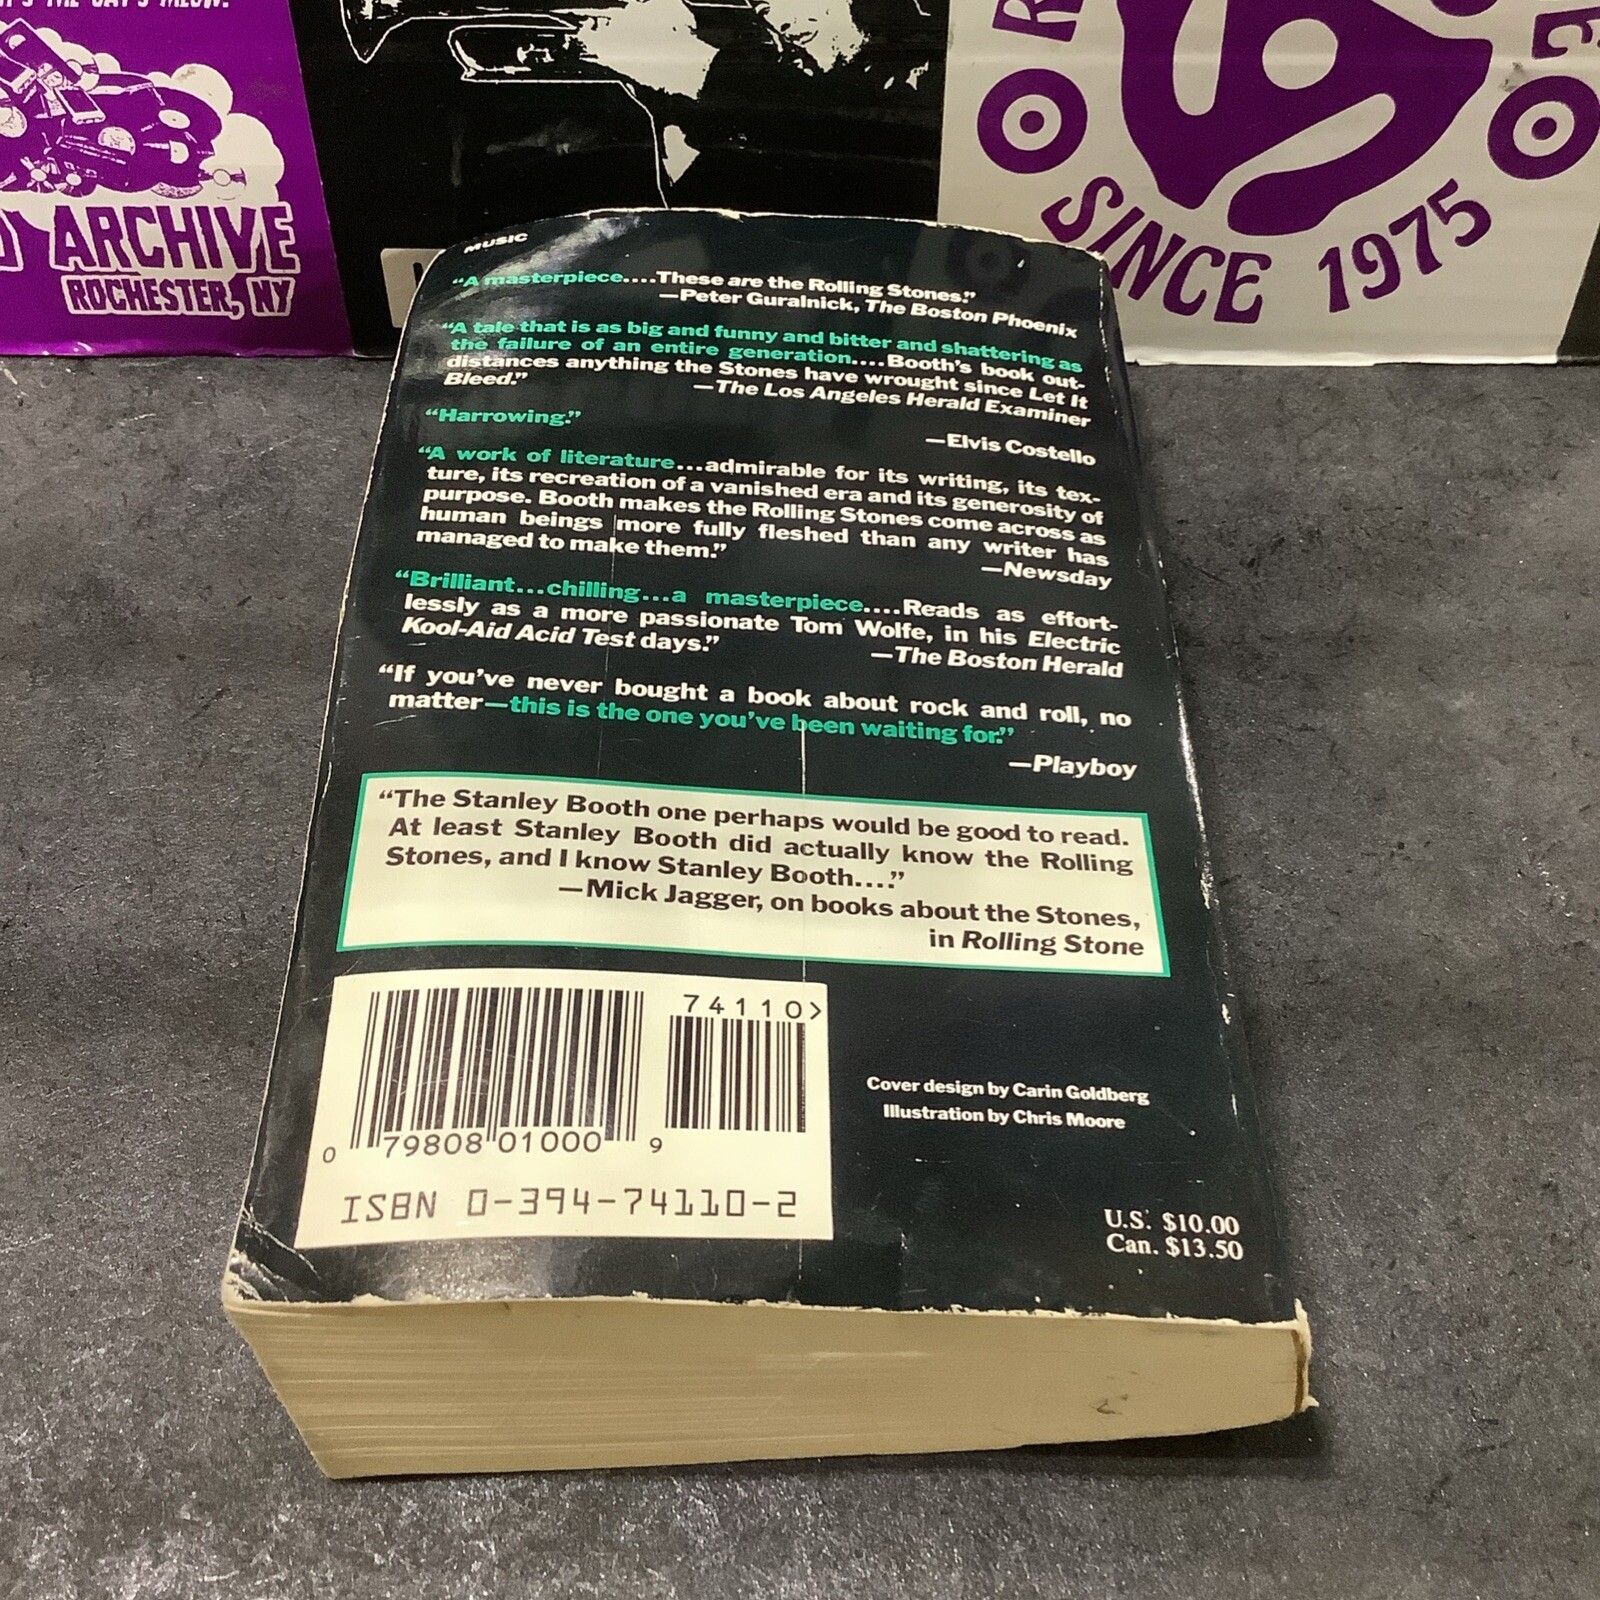 ARCHIVE
ROCHESTER, NY
SINCE 1975
MUSIC
“A masterpiece....These are the Rolling Stones.”
—Peter Guralnick, The Boston Phoenix
“A tale that is as big and funny and bitter and shattering as
the failure of an entire generation....Booth’s book out-
distances anything the Stones have wrought since Let It
Bleed.” —The Los Angeles Herald Examiner
“Harrowing.”
—Elvis Costello
“A work of literature...admirable for its writing, its tex-
ture, its recreation of a vanished era and its generosity of
purpose. Booth makes the Rolling Stones come across as
human beings more fully fleshed than any writer has
managed to make them.”
—Newsday
“Brilliant...chilling...a masterpiece....Reads as effort-
lessly as a more passionate Tom Wolfe, in his Electric
Kool-Aid Acid Test days.” —The Boston Herald
“If you’ve never bought a book about rock and roll, no
matter—this is the one you’ve been waiting for.”
—Playboy
“The Stanley Booth one perhaps would be good to read.
At least Stanley Booth did actually know the Rolling
Stones, and I know Stanley Booth....”
—Mick Jagger, on books about the Stones,
in Rolling Stone
74110>
0 79808 01000 9
ISBN 0-394-74110-2
Cover design by Carin Goldberg
Illustration by Chris Moore
U.S. $10.00
Can. $13.50